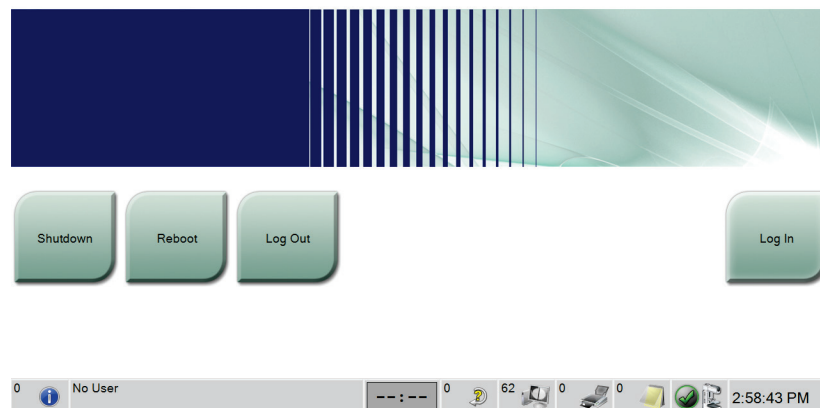 Shutdown
Reboot
Log Out
Log In
0
No User
--:--
0
62
0
0
2:58:43 PM